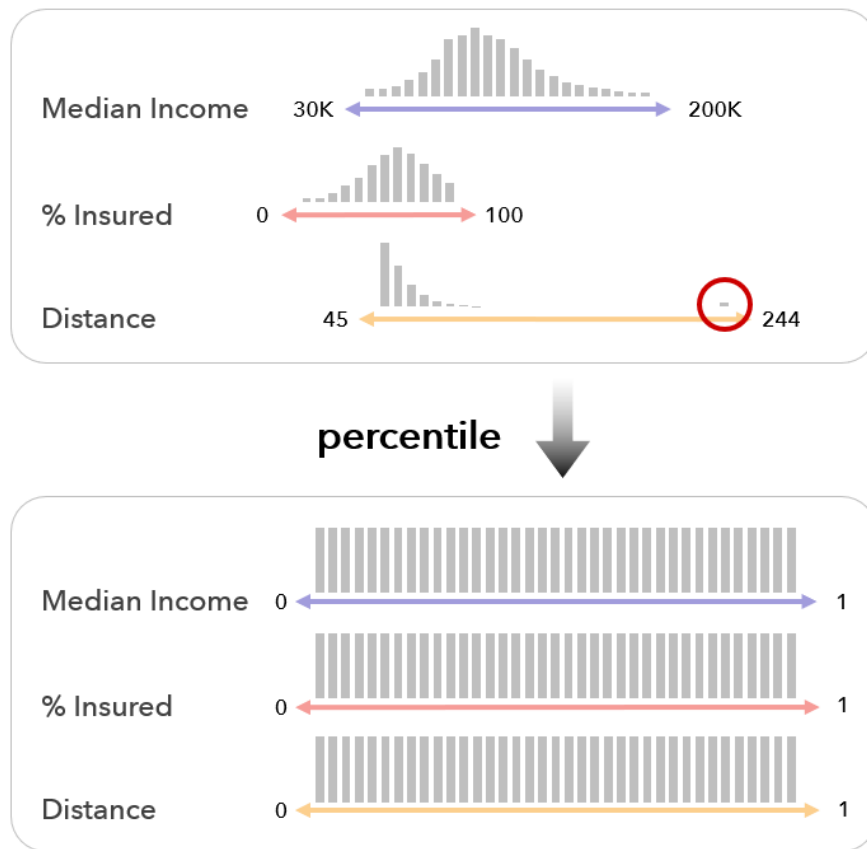 Median Income 30K 200K
% Insured 0 100
Distance 45 244
percentile
Median Income 0 1
% Insured 0 1
Distance 0 1